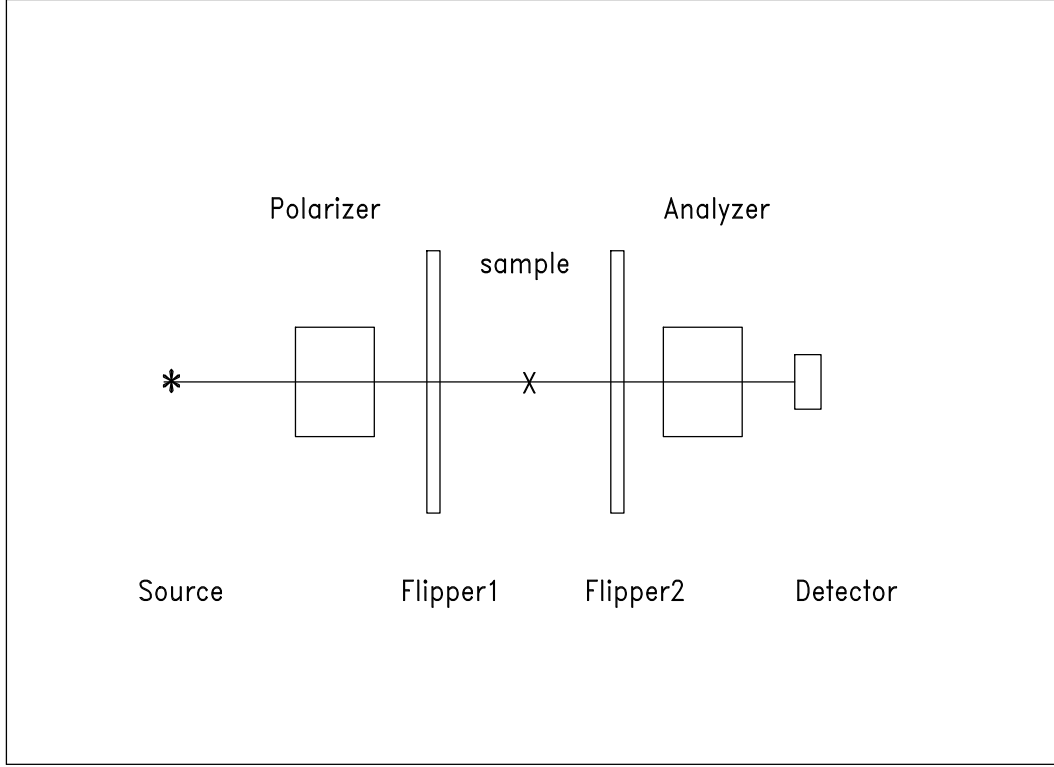 Polarizer
Analyzer
sample
X
Source
Flipper1
Flipper2
Detector